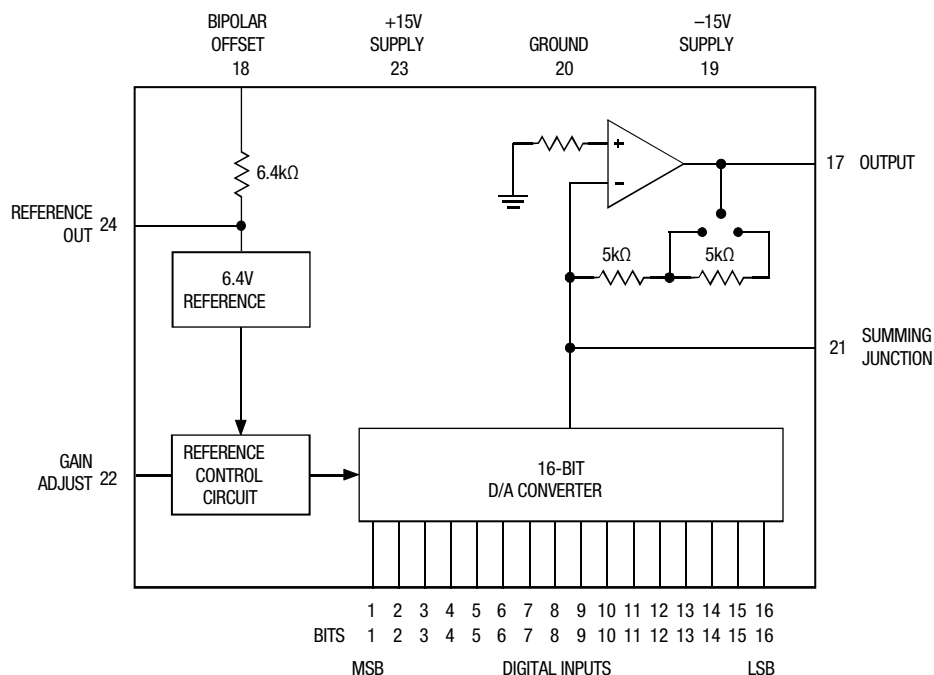 BIPOLAR
OFFSET
18
+15V
SUPPLY
23
GROUND
20
–15V
SUPPLY
19
6.4kΩ
REFERENCE
OUT
24
6.4V
REFERENCE
+
–
17 OUTPUT
5kΩ
5kΩ
21
SUMMING
JUNCTION
GAIN
ADJUST
22
REFERENCE
CONTROL
CIRCUIT
16-BIT
D/A CONVERTER
1 2 3 4 5 6 7 8 9 10 11 12 13 14 15 16
BITS 1 2 3 4 5 6 7 8 9 10 11 12 13 14 15 16
MSB DIGITAL INPUTS LSB